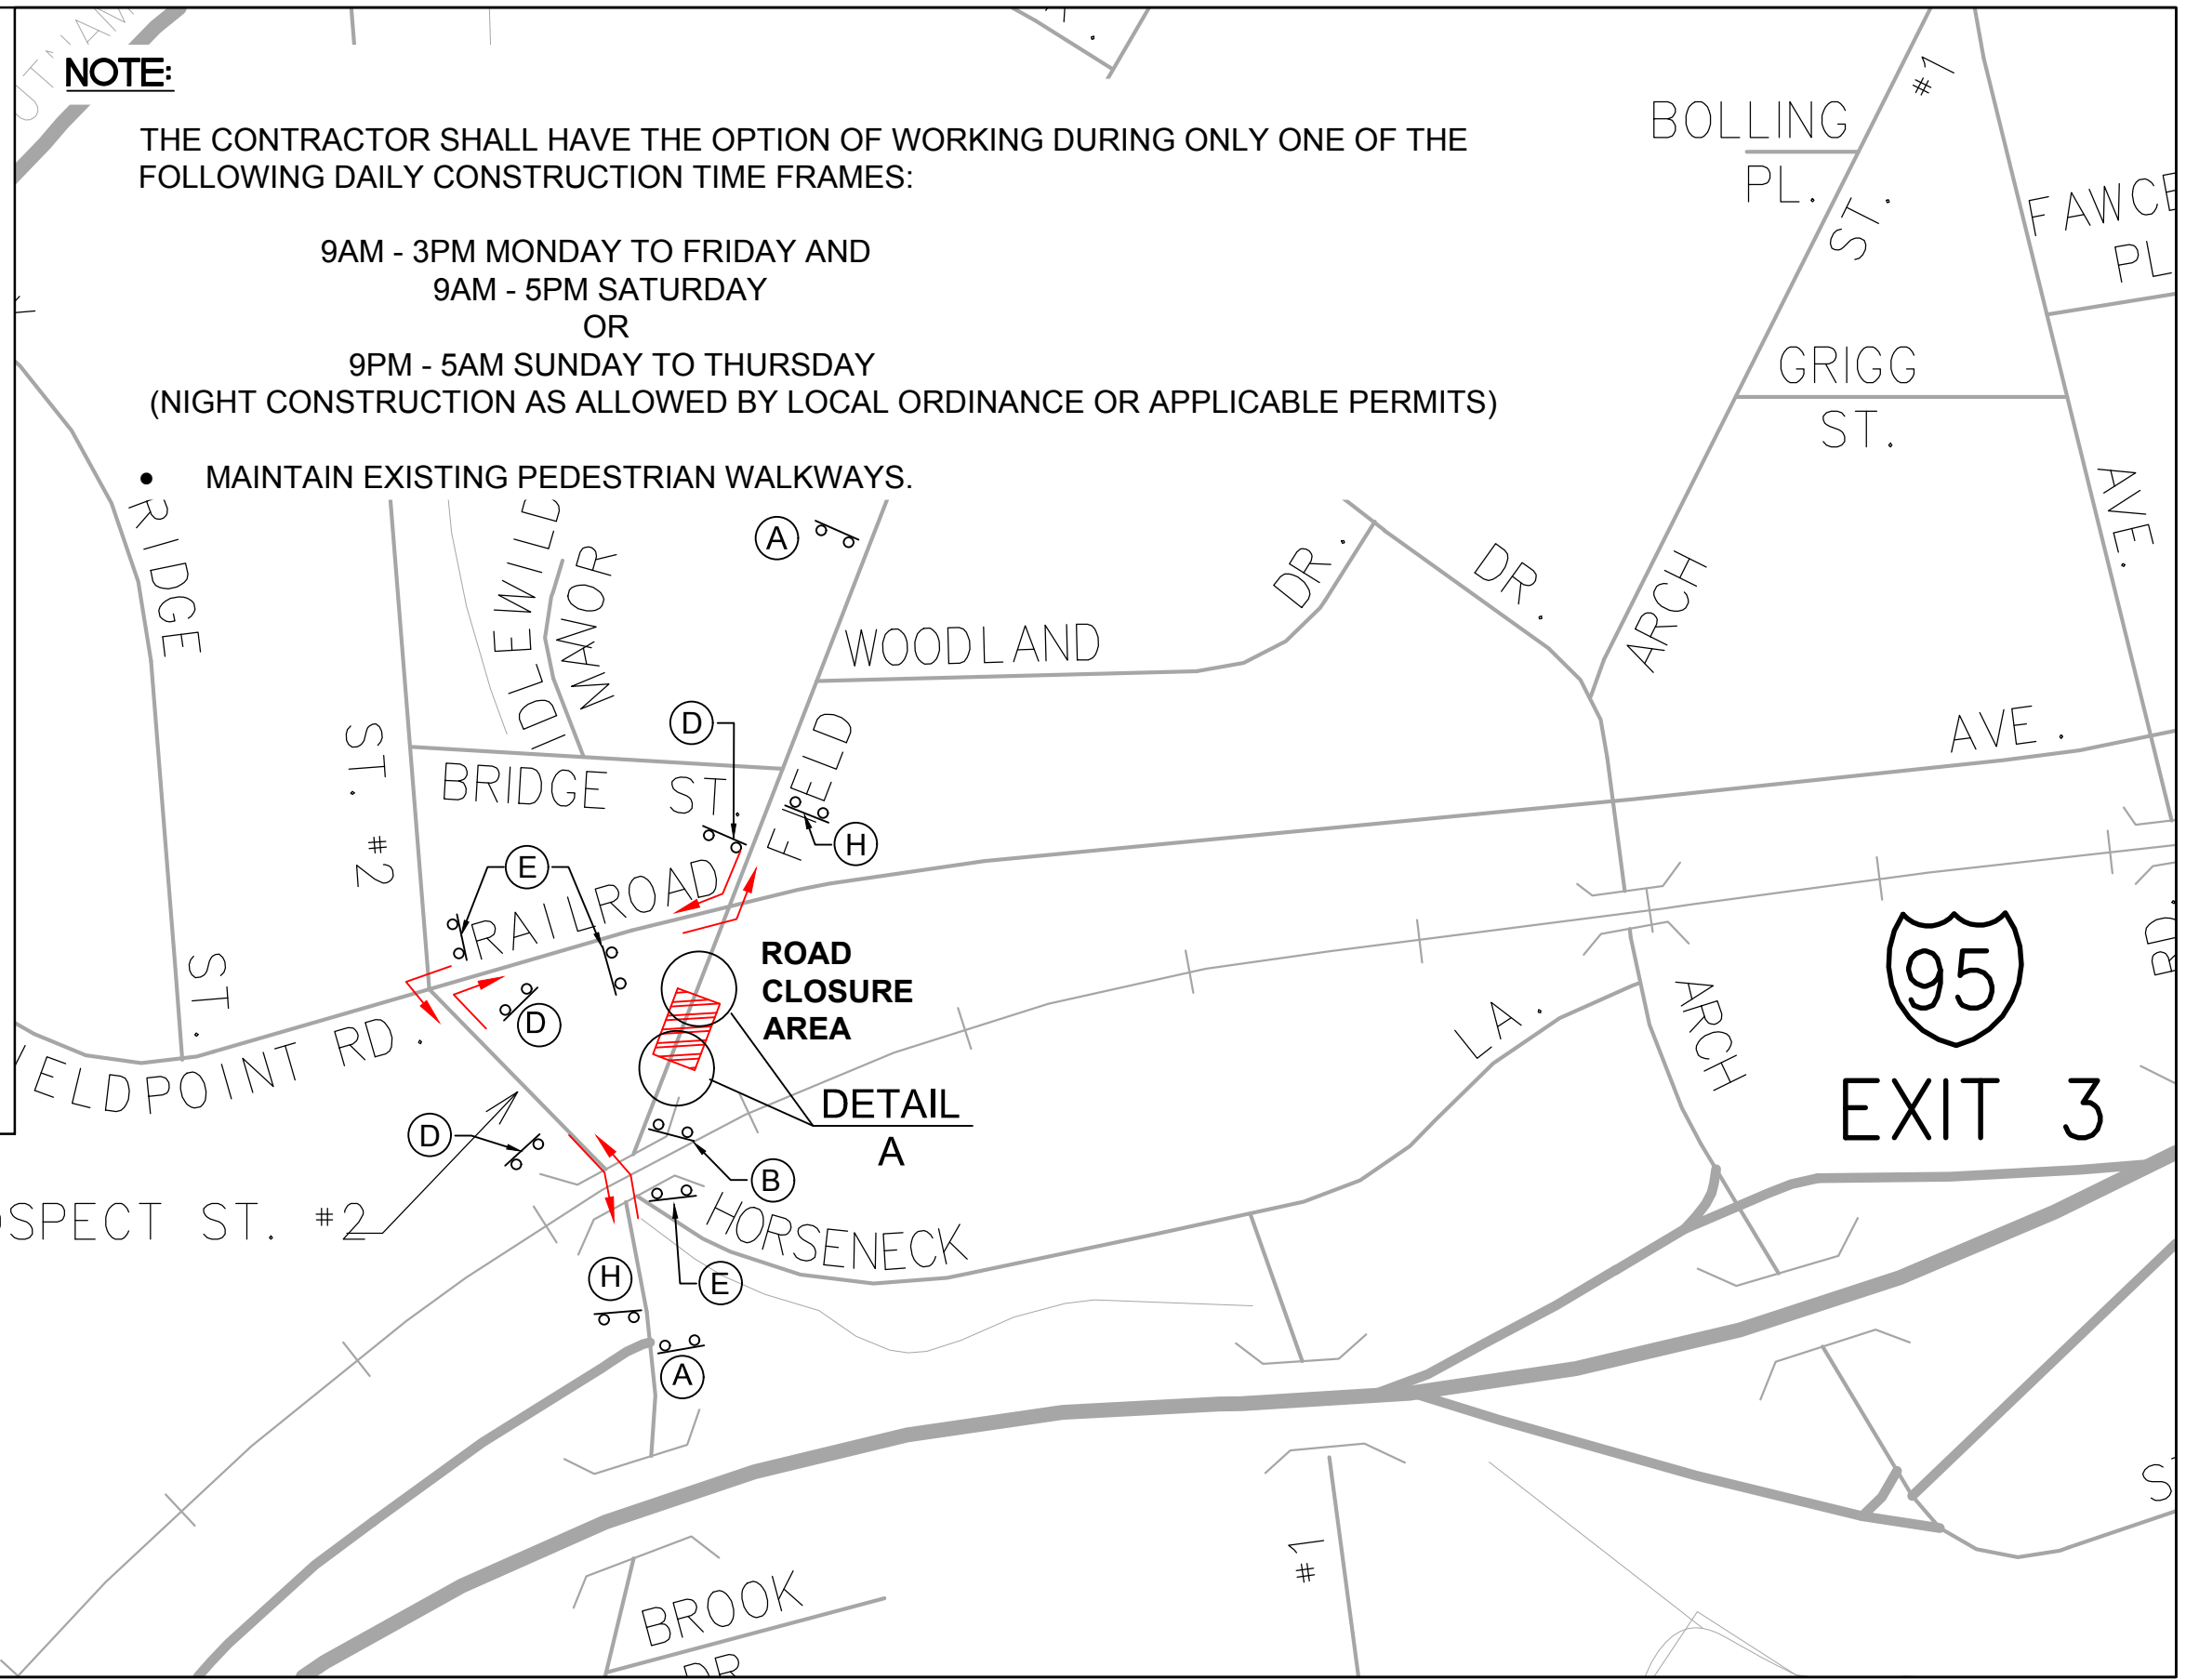 NOTE:
THE CONTRACTOR SHALL HAVE THE OPTION OF WORKING DURING ONLY ONE OF THE
FOLLOWING DAILY CONSTRUCTION TIME FRAMES:
9AM - 3PM MONDAY TO FRIDAY AND
9AM - 5PM SATURDAY
OR
9PM - 5AM SUNDAY TO THURSDAY
(NIGHT CONSTRUCTION AS ALLOWED BY LOCAL ORDINANCE OR APPLICABLE PERMITS)
• MAINTAIN EXISTING PEDESTRIAN WALKWAYS.
#1
BOLLING
PL.
ST.
PL
GRIGG
ST.
AVE.
RIDGE
ST.
IDLEWILD
MANOR
A
WOODLAND
DR.
DR.
ARCH
ST. #2
BRIDGE ST.
D
H
AVE.
E
RAILROAD
ROAD
CLOSURE
AREA
95
EXIT 3
RD.
D
IELDPOINT RD.
LA.
ARCH
DETAIL
A
D
B
OSPECT ST. #2
HORSENECK
H
E
A
#1
BROOK
DR